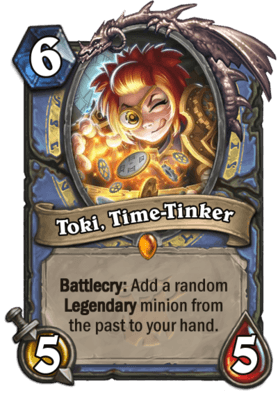 6
Toki, Time-Tinker
Battlecry: Add a random
Legendary minion from
the past to your hand.
5
5